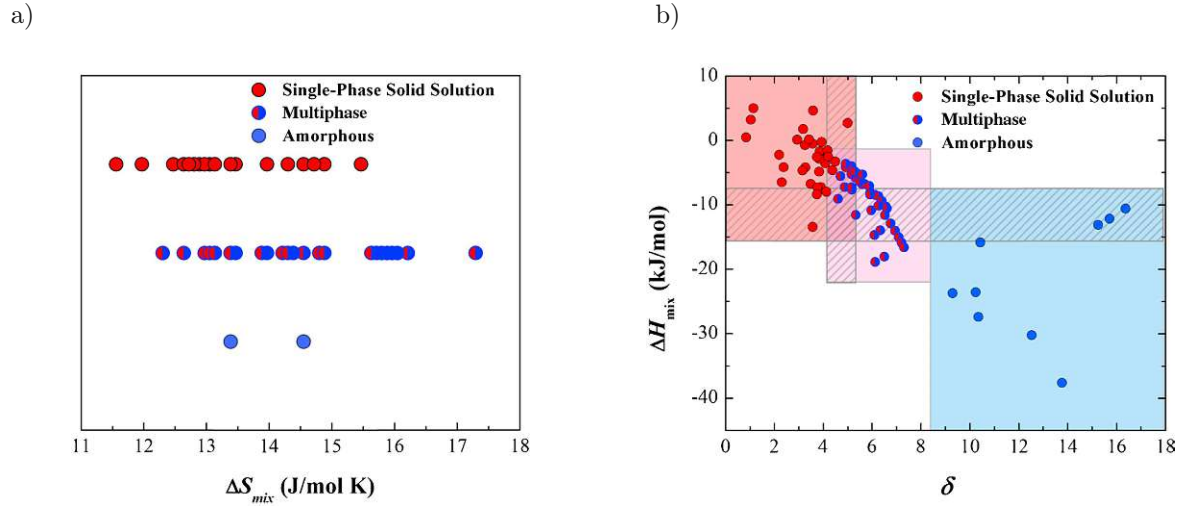 a)
Single-Phase Solid Solution
Multiphase
Amorphous
11 12 13 14 15 16 17 18
ΔS_mix (J/mol K)
b)
10
0
-10
-20
-30
-40
ΔH_mix (kJ/mol)
Single-Phase Solid Solution
Multiphase
Amorphous
0 2 4 6 8 10 12 14 16 18
δ